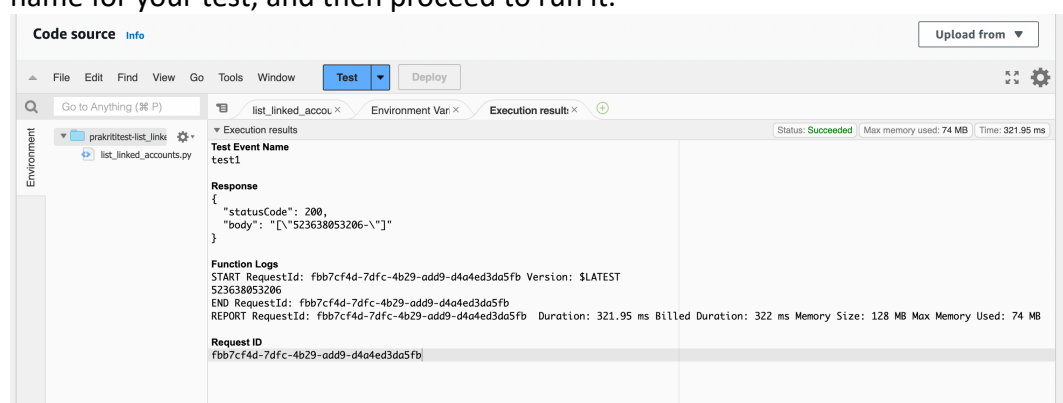 name for your test, and then proceed to run it.
Code source Info
Upload from ▼
File Edit Find View Go Tools Window Test Deploy
Go to Anything (⌘ P)
list_linked_accou × Environment Vari × Execution results ×
Environment
prakrititest-list_linke
list_linked_accounts.py
▼ Execution results
Status: Succeeded Max memory used: 74 MB Time: 321.95 ms
Test Event Name
test1
Response
{
"statusCode": 200,
"body": "[\"523638053206-\"]"
}
Function Logs
START RequestId: fbb7cf4d-7dfc-4b29-add9-d4a4ed3da5fb Version: $LATEST
523638053206
END RequestId: fbb7cf4d-7dfc-4b29-add9-d4a4ed3da5fb
REPORT RequestId: fbb7cf4d-7dfc-4b29-add9-d4a4ed3da5fb Duration: 321.95 ms Billed Duration: 322 ms Memory Size: 128 MB Max Memory Used: 74 MB
Request ID
fbb7cf4d-7dfc-4b29-add9-d4a4ed3da5fb